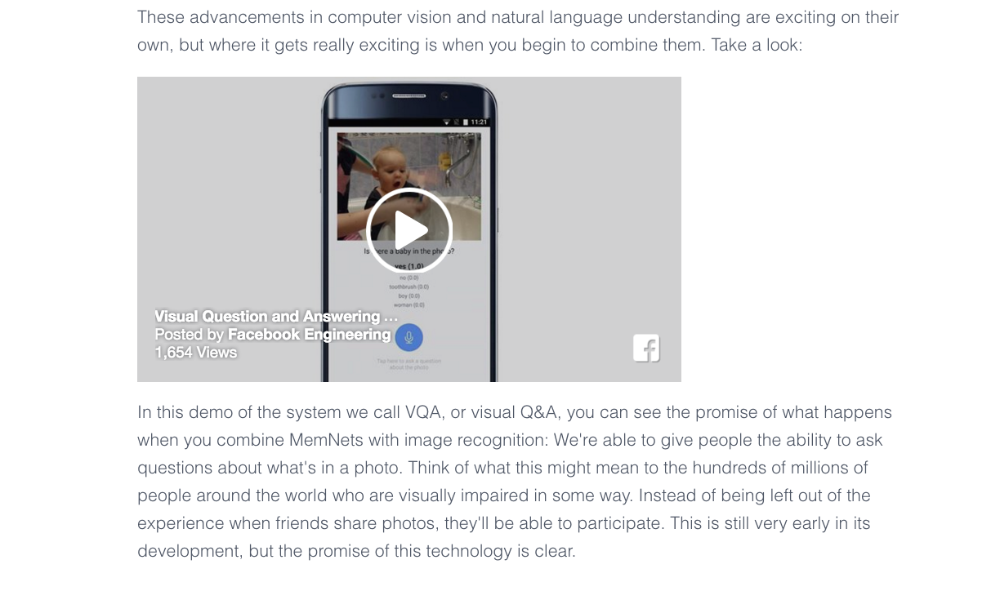 These advancements in computer vision and natural language understanding are exciting on their
own, but where it gets really exciting is when you begin to combine them. Take a look:
11:21
Is there a baby in the photo?
yes (1.0)
no (0.0)
toothbrush (0.0)
boy (0.0)
woman (0.0)
Visual Question and Answering ...
Posted by Facebook Engineering
1,654 Views
Tap here to ask a question
about the photo
In this demo of the system we call VQA, or visual Q&A, you can see the promise of what happens
when you combine MemNets with image recognition: We're able to give people the ability to ask
questions about what's in a photo. Think of what this might mean to the hundreds of millions of
people around the world who are visually impaired in some way. Instead of being left out of the
experience when friends share photos, they'll be able to participate. This is still very early in its
development, but the promise of this technology is clear.